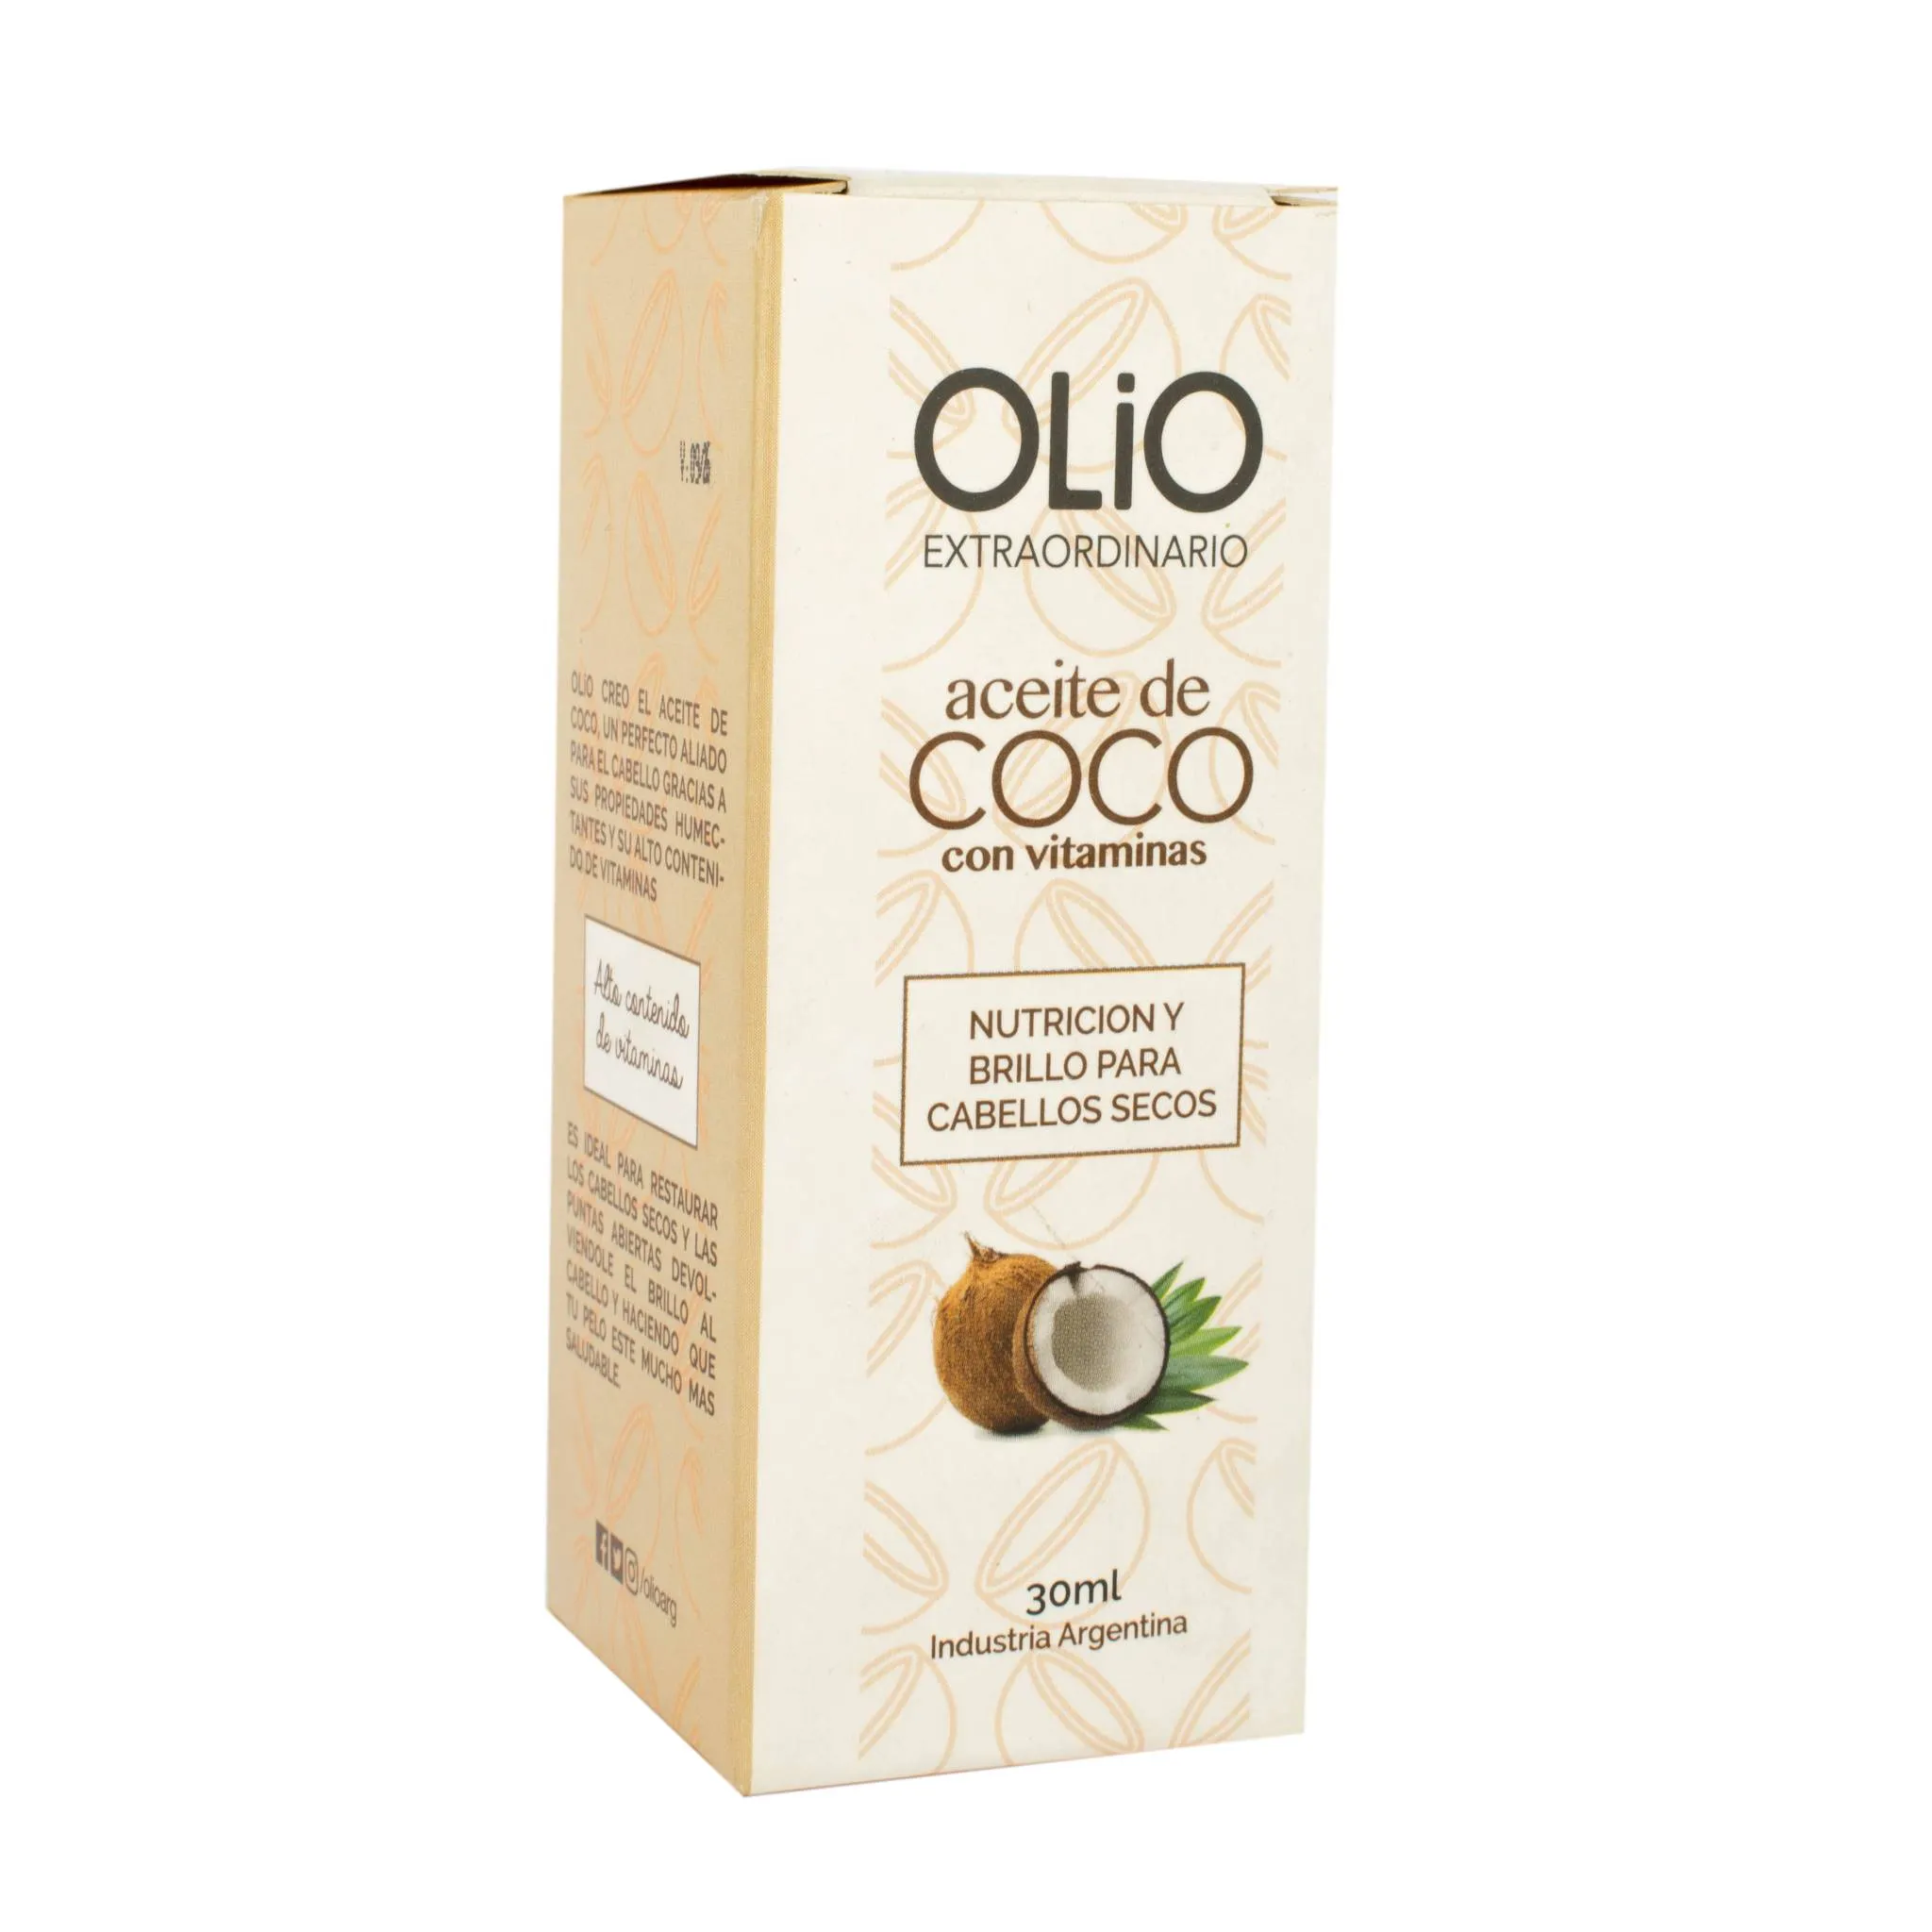 OLiO
EXTRAORDINARIO
aceite de
COCO
con vitaminas
NUTRICION Y
BRILLO PARA
CABELLOS SECOS
30ml
Industria Argentina
OLIO CREO EL ACEITE DE
COCO, UN PERFECTO ALIADO
PARA EL CABELLO GRACIAS A
SUS PROPIEDADES HUMEC-
TANTES Y SU ALTO CONTENI-
DO DE VITAMINAS
Alto contenido
de vitaminas
ES IDEAL PARA RESTAURAR
LOS CABELLOS SECOS Y LAS
PUNTAS ABIERTAS DEVOL-
VIENDOLE EL BRILLO AL
CABELLO Y HACIENDO QUE
TU PELO ESTE MUCHO MAS
SALUDABLE.
/olioarg